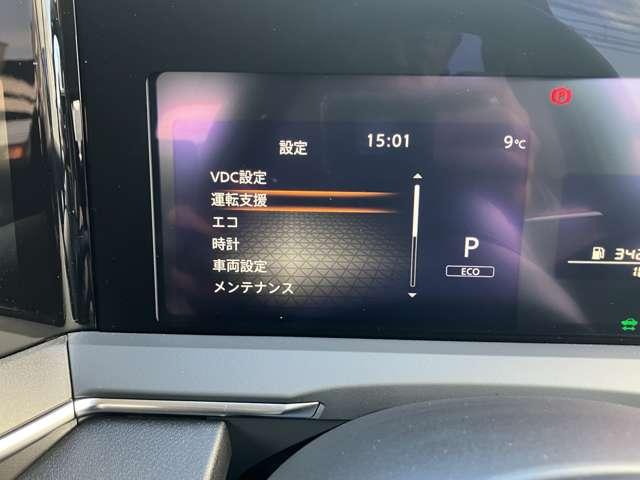 設定 15:01 9℃
VDC設定
運転支援
エコ
時計
車両設定
メンテナンス
P
ECO
P
342